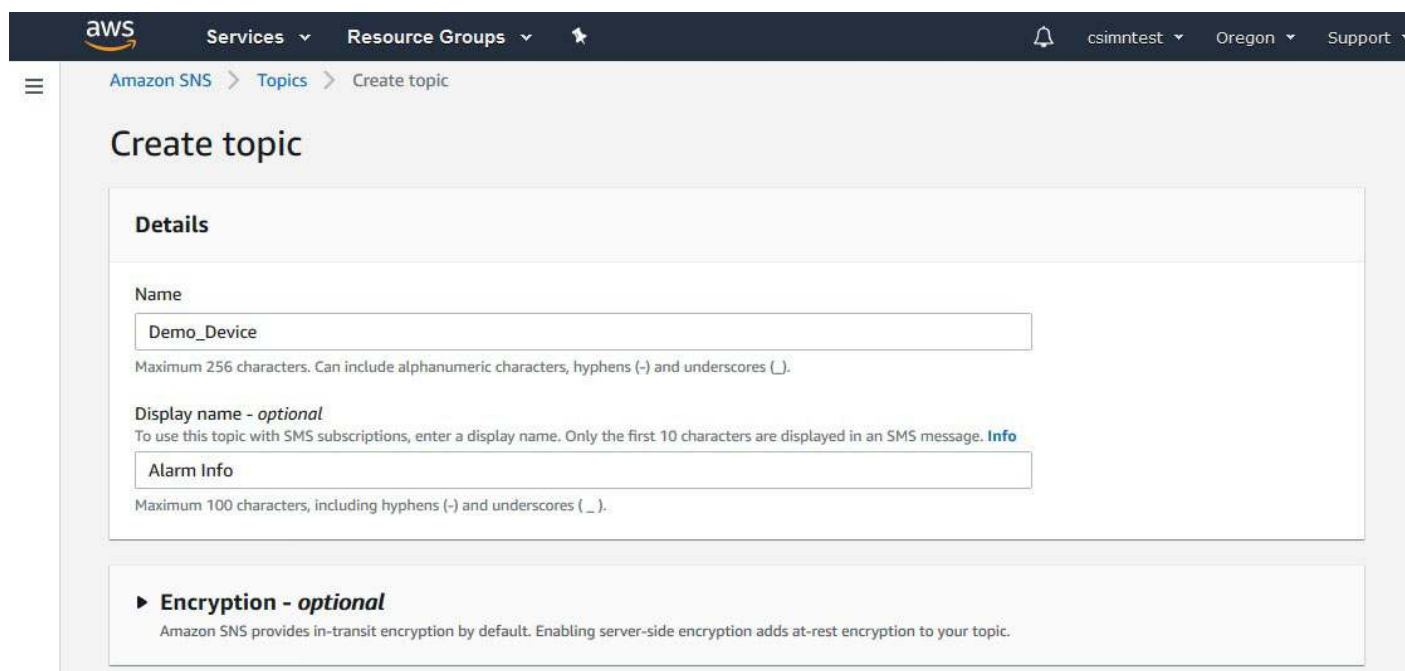 aws Services Resource Groups csimntest Oregon Support
Amazon SNS > Topics > Create topic
Create topic
Details
Name
Demo_Device
Maximum 256 characters. Can include alphanumeric characters, hyphens (-) and underscores (_).
Display name - optional
To use this topic with SMS subscriptions, enter a display name. Only the first 10 characters are displayed in an SMS message. Info
Alarm Info
Maximum 100 characters, including hyphens (-) and underscores ( _ ).
Encryption - optional
Amazon SNS provides in-transit encryption by default. Enabling server-side encryption adds at-rest encryption to your topic.